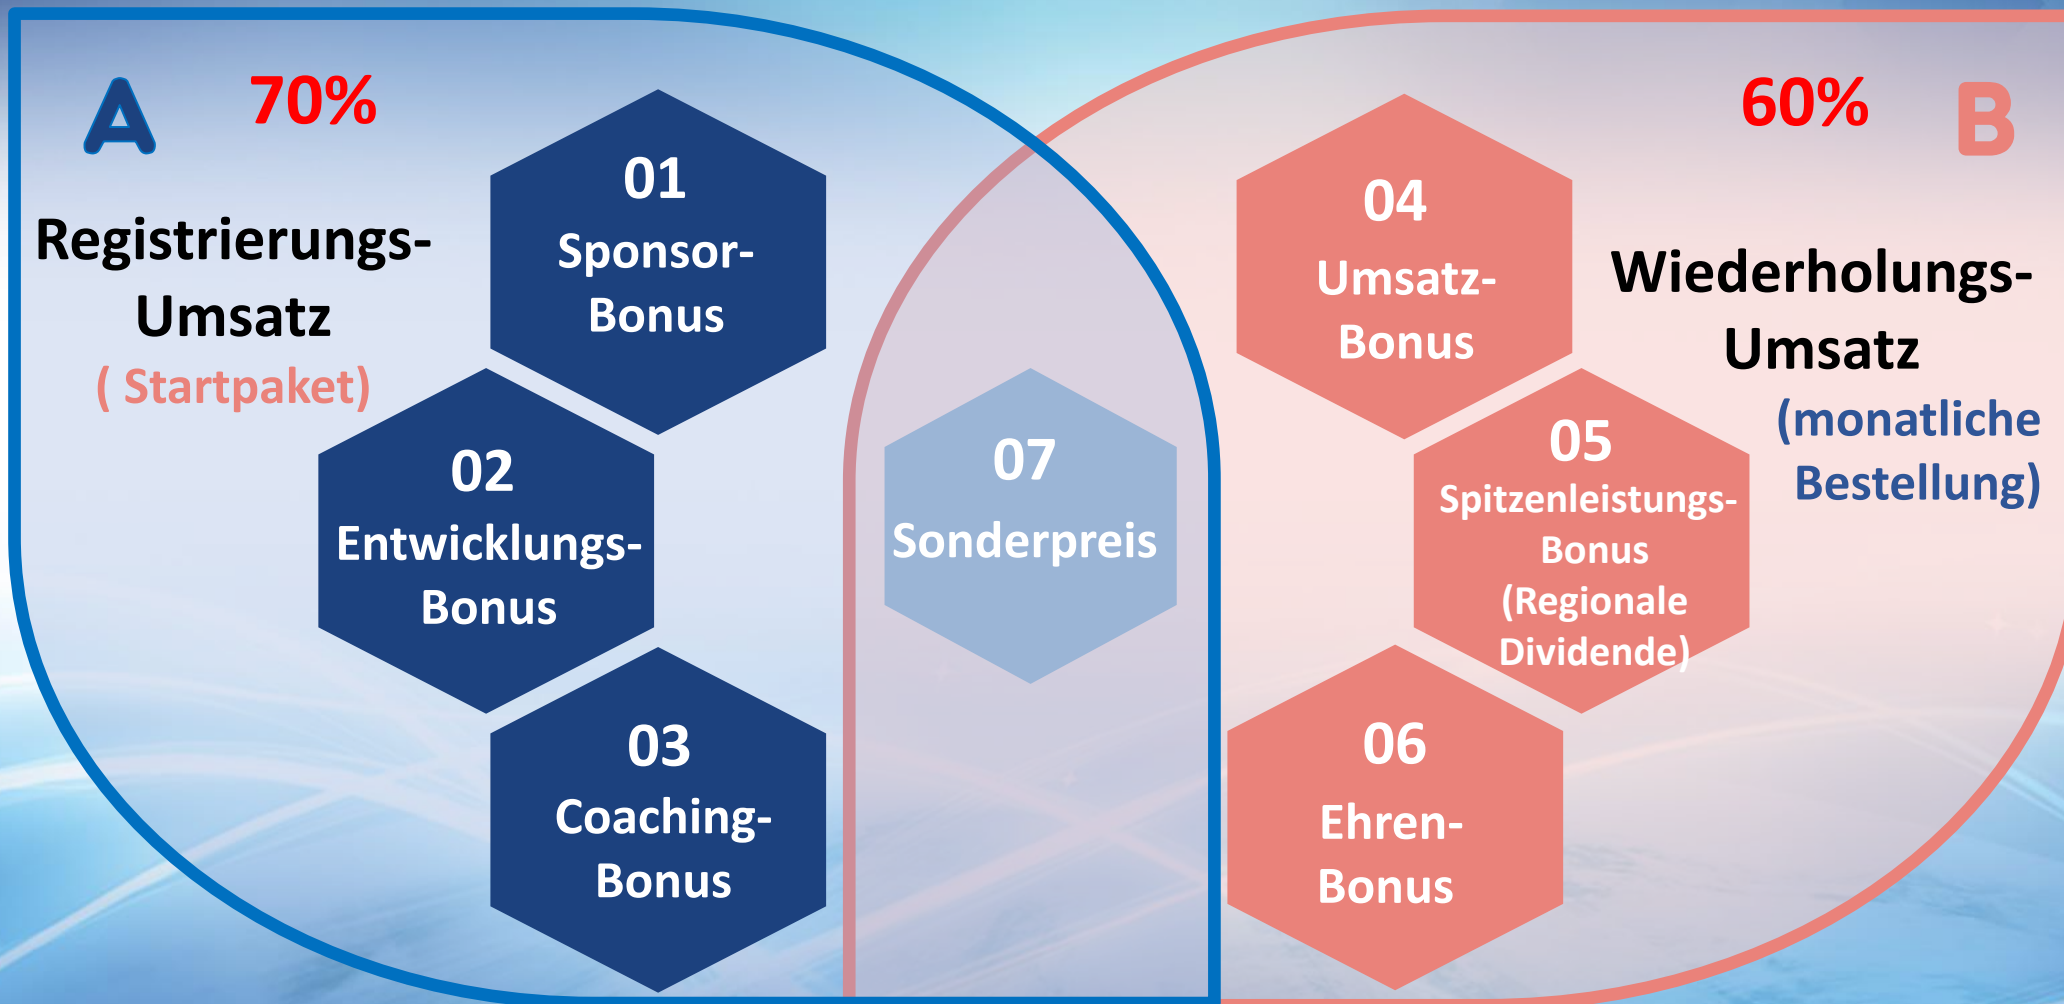 A
70%
Registrierungs-
Umsatz
( Startpaket)
01
Sponsor-
Bonus
02
Entwicklungs-
Bonus
03
Coaching-
Bonus
07
Sonderpreis
04
Umsatz-
Bonus
05
Spitzenleistungs-
Bonus
(Regionale
Dividende)
06
Ehren-
Bonus
60%
B
Wiederholungs-
Umsatz
(monatliche
Bestellung)